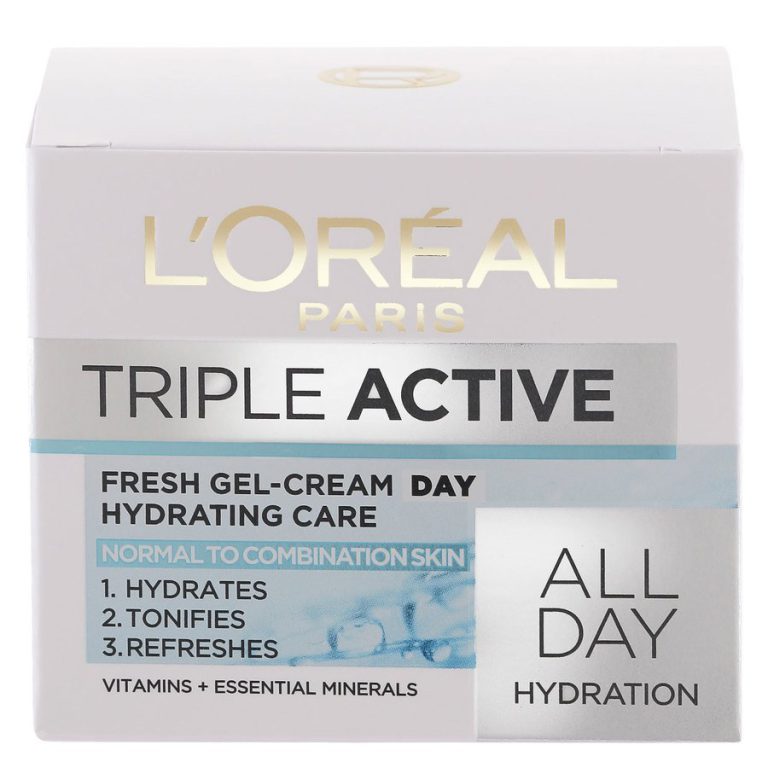 L'ORÉAL
PARIS
TRIPLE ACTIVE
FRESH GEL-CREAM DAY
HYDRATING CARE
NORMAL TO COMBINATION SKIN
1. HYDRATES
2. TONIFIES
3. REFRESHES
VITAMINS + ESSENTIAL MINERALS
ALL
DAY
HYDRATION